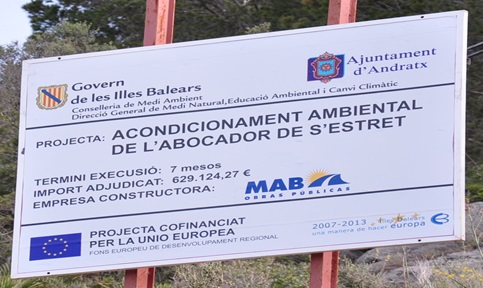 Govern
de les Illes Balears
Conselleria de Medi Ambient
Direcció General de Medi Natural, Educació Ambiental i Canvi Climàtic
Ajuntament
d'Andratx
PROJECTA: ACONDICIONAMENT AMBIENTAL
DE L'ABOCADOR DE S'ESTRET
TERMINI EXECUSIÓ: 7 mesos
IMPORT ADJUDICAT: 629.124,27 €
EMPRESA CONSTRUCTORA:
MAB
OBRAS PÚBLICAS
PROJECTA COFINACIAT
PER LA UNIO EUROPEA
FONS EUROPEU DE DESENVOLUPAMENT REGIONAL
2007-2013 illes balears
una manera de hacer europa